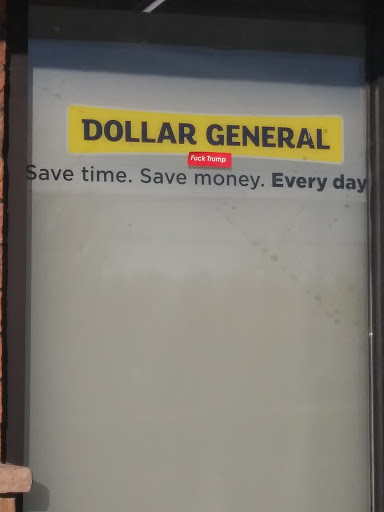 DOLLAR GENERAL
Fuck Trump
Save time. Save money. Every day